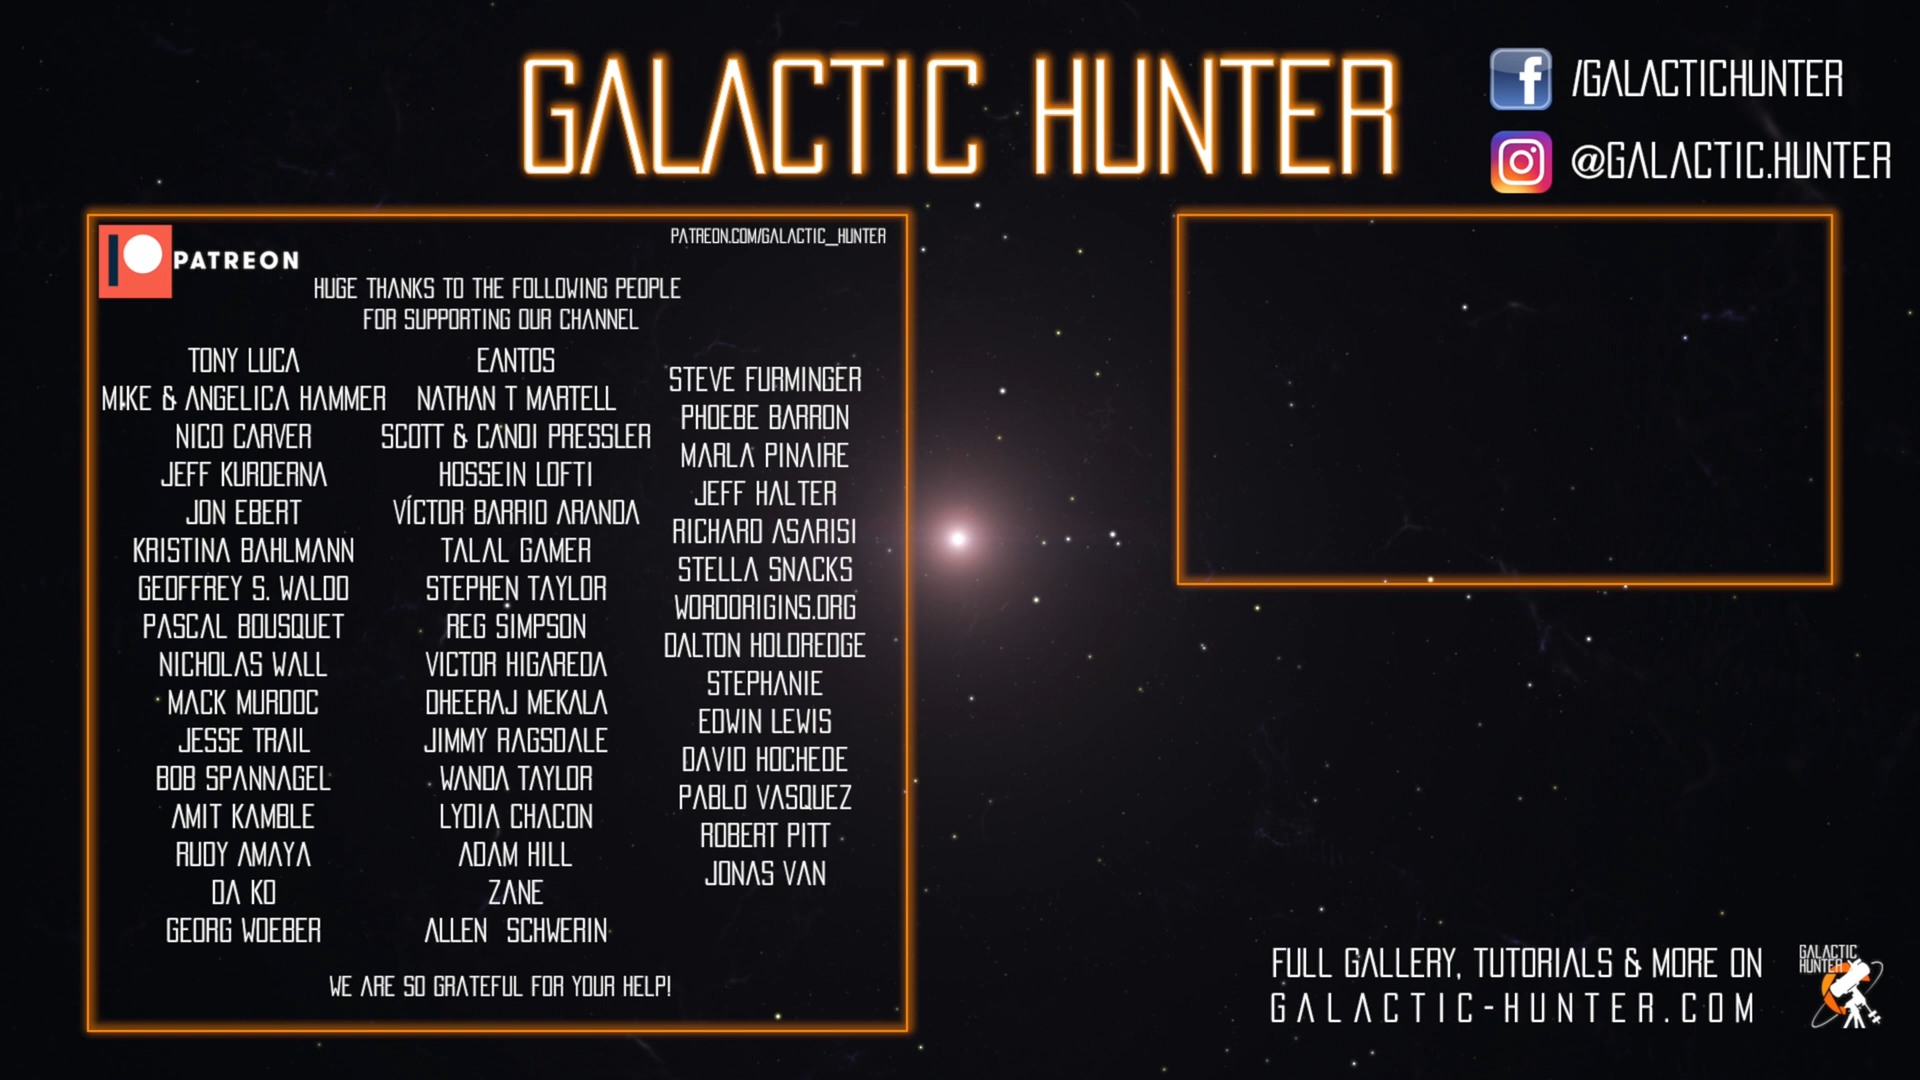 GALACTIC HUNTER
/GALACTICHUNTER
@GALACTIC.HUNTER
PATREON
PATREON.COM/GALACTIC_HUNTER
HUGE THANKS TO THE FOLLOWING PEOPLE
FOR SUPPORTING OUR CHANNEL
TONY LUCA
MIKE & ANGELICA HAMMER
NICO CARVER
JEFF KURDERNA
JON EBERT
KRISTINA BAHLMANN
GEOFFREY S. WALDO
PASCAL BOUSQUET
NICHOLAS WALL
MACK MURDOC
JESSE TRAIL
BOB SPANNAGEL
AMIT KAMBLE
RUDY AMAYA
DA KO
GEORG WOEBER
EANTOS
NATHAN T MARTELL
SCOTT & CANDI PRESSLER
HOSSEIN LOFTI
VÍCTOR BARRIO ARANDA
TALAL GAMER
STEPHEN TAYLOR
REG SIMPSON
VICTOR HIGAREDA
DHEERAJ MEKALA
JIMMY RAGSDALE
WANDA TAYLOR
LYDIA CHACON
ADAM HILL
ZANE
ALLEN SCHWERIN
STEVE FURMINGER
PHOEBE BARRON
MARLA PINAIRE
JEFF HALTER
RICHARD ASARISI
STELLA SNACKS
WORDORIGINS.ORG
DALTON HOLDREDGE
STEPHANIE
EDWIN LEWIS
DAVID HOCHEDE
PABLO VASQUEZ
ROBERT PITT
JONAS VAN
WE ARE SO GRATEFUL FOR YOUR HELP!
FULL GALLERY, TUTORIALS & MORE ON
GALACTIC-HUNTER.COM
GALACTIC
HUNTER